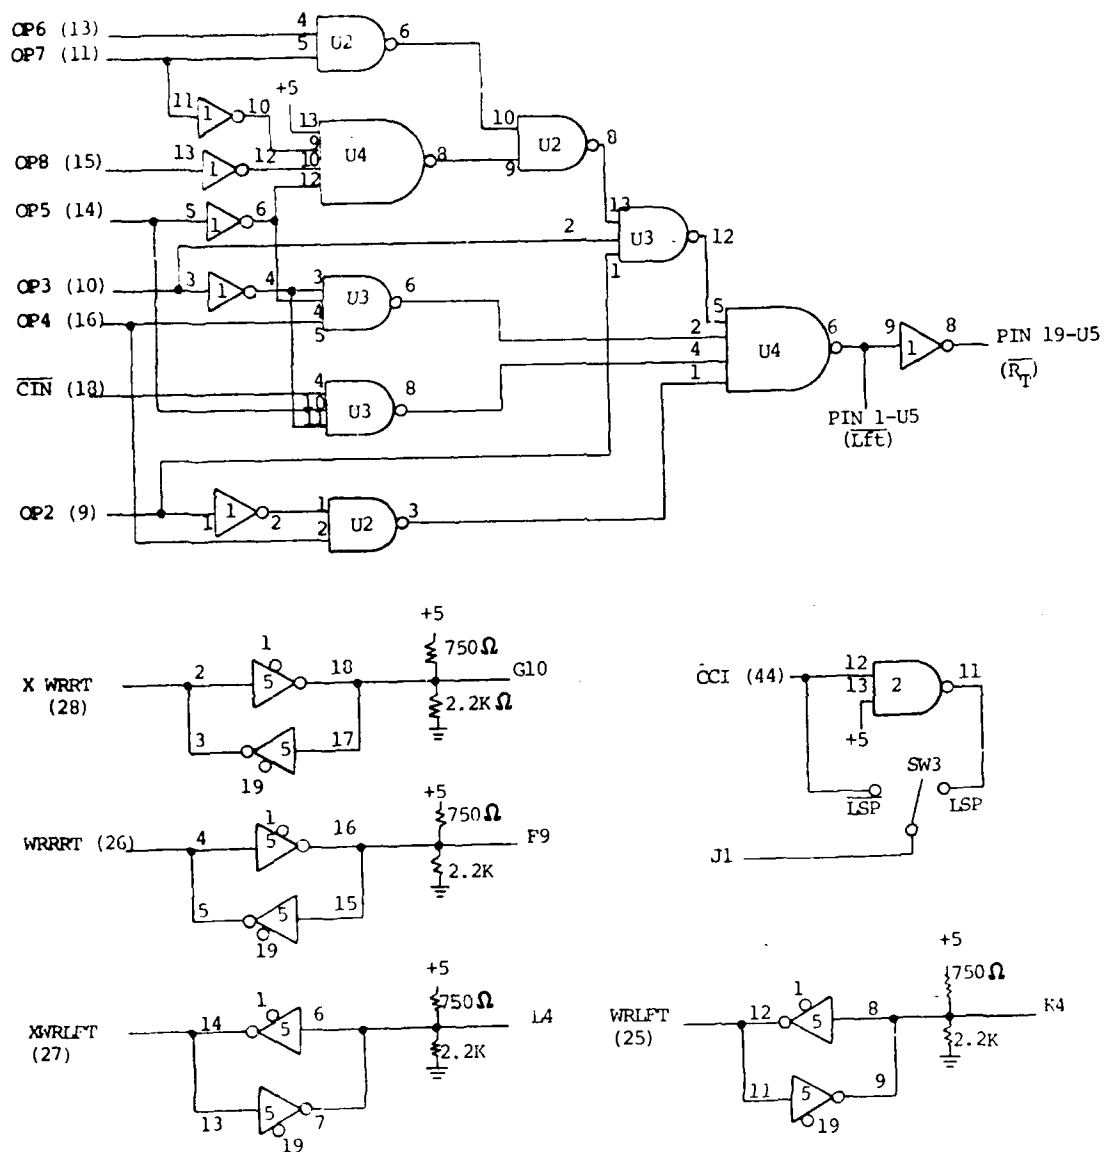 OP6 (13) 4 6
OP7 (11) 5 U2
+5
11 1 10 13
9
10 8
13 1 12 10 U4 8 9 U2
OP8 (15)
12
OP5 (14) 5 1 6
13
2 U3 12
1
OP3 (10) 3 1 4 3 6
U3
OP4 (16) 4
5
5
2 6 9 1 8 PIN 19-U5
4 U4 (R̅T̅)
1
C̅I̅N̅ (18) 4 8
10 U3
11
PIN 1-U5
(L̅f̅t̅)
OP2 (9) 1 1 2 1 3
2 U2
+5
750Ω
X WRRT 2 1 5 18 G10
(28) 2.2KΩ
3 5 17
19
CCI (44) 12 11
13 2
+5
SW3
L̅S̅P̅ LSP
J1
+5
750Ω
WRRRT (26) 4 1 5 16 F9
2.2K
5 5 15
19
+5
750Ω
XWRLFT 14 1 5 6 L4
(27) 2.2K
13 5 7
19
+5
750Ω
WRLFT 12 1 5 8 K4
(25) 2.2K
11 5 9
19